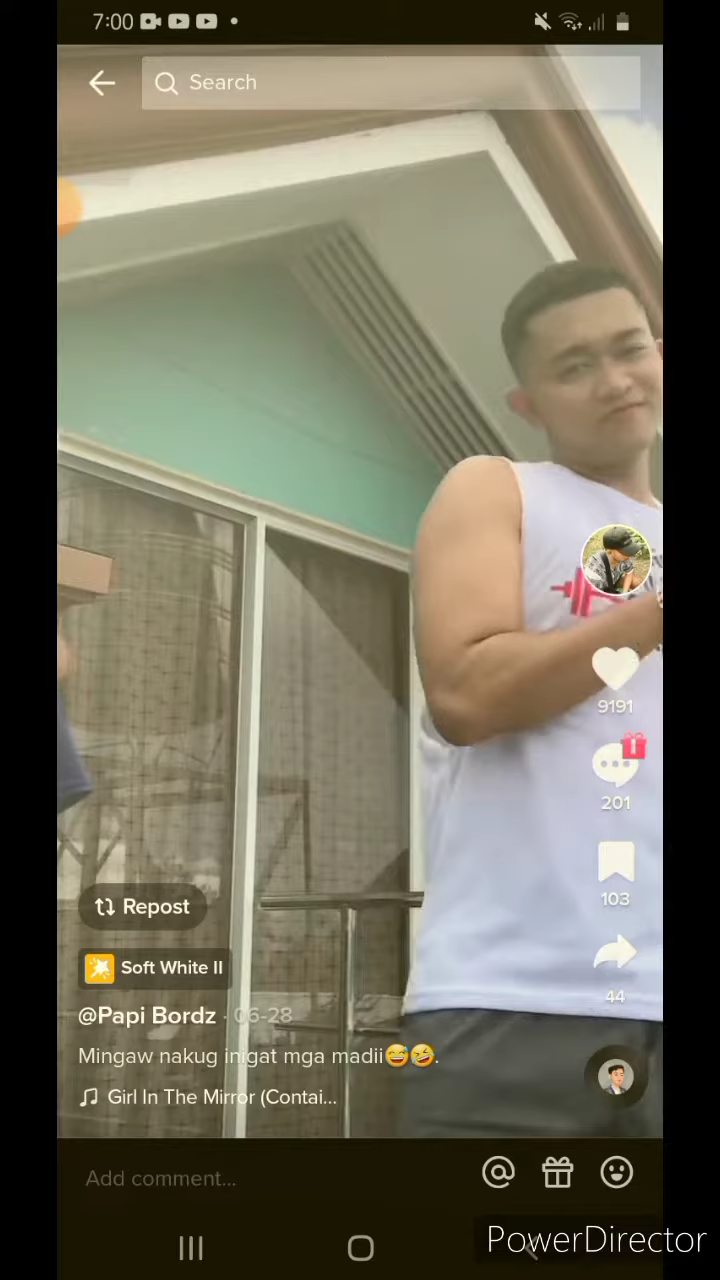 7:00
Search
9191
201
103
44
Repost
Soft White II
@Papi Bordz · 06-28
Mingaw nakug inigat mga madii😅🤣.
Girl In The Mirror (Contai...
Add comment...
PowerDirector